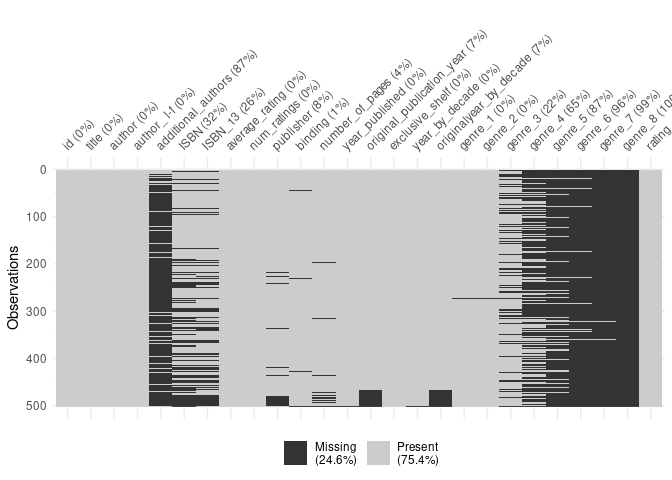 id (0%)
title (0%)
author (0%)
author_l-f (0%)
additional_authors (87%)
ISBN (32%)
ISBN_13 (26%)
average_rating (0%)
num_ratings (0%)
publisher (8%)
binding (1%)
number_of_pages (4%)
year_published (0%)
original_publication_year (7%)
exclusive_shelf (0%)
year_by_decade (0%)
originalyear_by_decade (7%)
genre_1 (0%)
genre_2 (0%)
genre_3 (22%)
genre_4 (65%)
genre_5 (87%)
genre_6 (96%)
genre_7 (99%)
genre_8 (100
rating_
0
100
200
300
400
500
Observations
Missing
(24.6%)
Present
(75.4%)